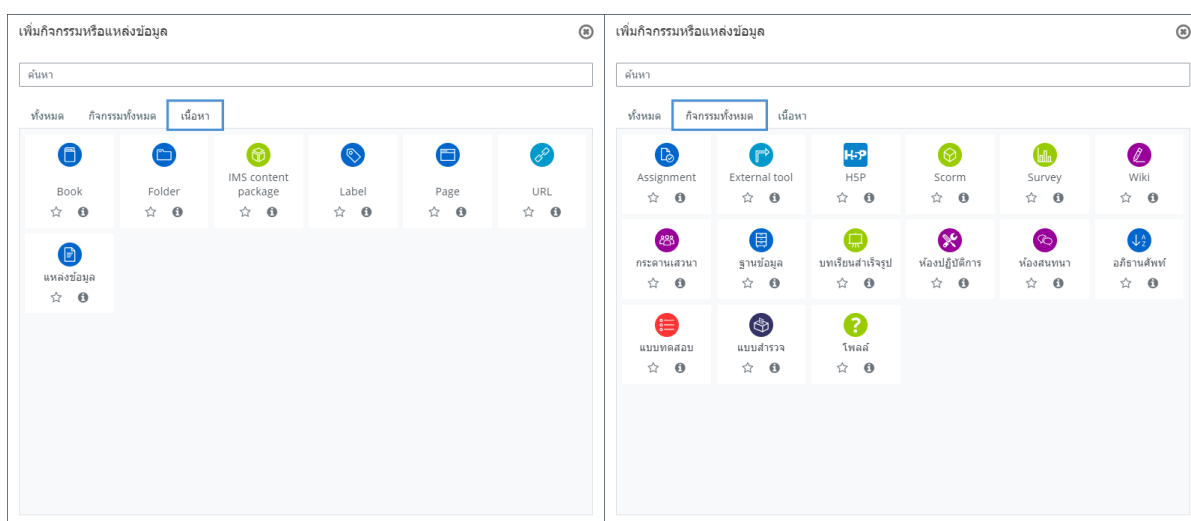 เพิ่มกิจกรรมหรือแหล่งข้อมูล
ค้นหา
ทั้งหมด กิจกรรมทั้งหมด เนื้อหา
Book Folder IMS content package Label Page URL
แหล่งข้อมูล
เพิ่มกิจกรรมหรือแหล่งข้อมูล
ค้นหา
ทั้งหมด กิจกรรมทั้งหมด เนื้อหา
H5P
Assignment External tool H5P Scorm Survey Wiki
กระดานเสวนา ฐานข้อมูล บทเรียนสำเร็จรูป ห้องปฏิบัติการ ห้องสนทนา อภิธานศัพท์
แบบทดสอบ แบบสำรวจ โพลล์